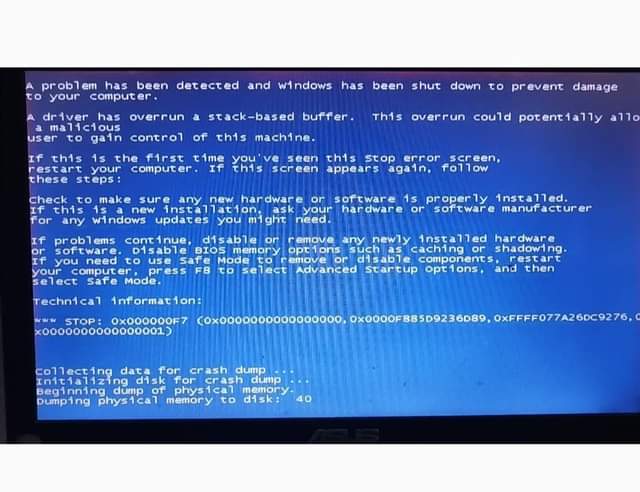 A problem has been detected and windows has been shut down to prevent damage
to your computer.
A driver has overrun a stack-based buffer. This overrun could potentially allo
a malicious
user to gain control of this machine.
If this is the first time you've seen this Stop error screen,
restart your computer. If this screen appears again, follow
these steps:
Check to make sure any new hardware or software is properly installed.
If this is a new installation, ask your hardware or software manufacturer
for any windows updates you might need.
If problems continue, disable or remove any newly installed hardware
or software. Disable BIOS memory options such as caching or shadowing.
If you need to use Safe Mode to remove or disable components, restart
your computer, press F8 to select Advanced Startup Options, and then
select Safe Mode.
Technical information:
*** STOP: 0x000000F7 (0x0000000000000000,0x0000F885D9236D89,0xFFFF077A26DC9276,0
x0000000000000001)
Collecting data for crash dump ...
Initializing disk for crash dump ...
Beginning dump of physical memory.
Dumping physical memory to disk: 40